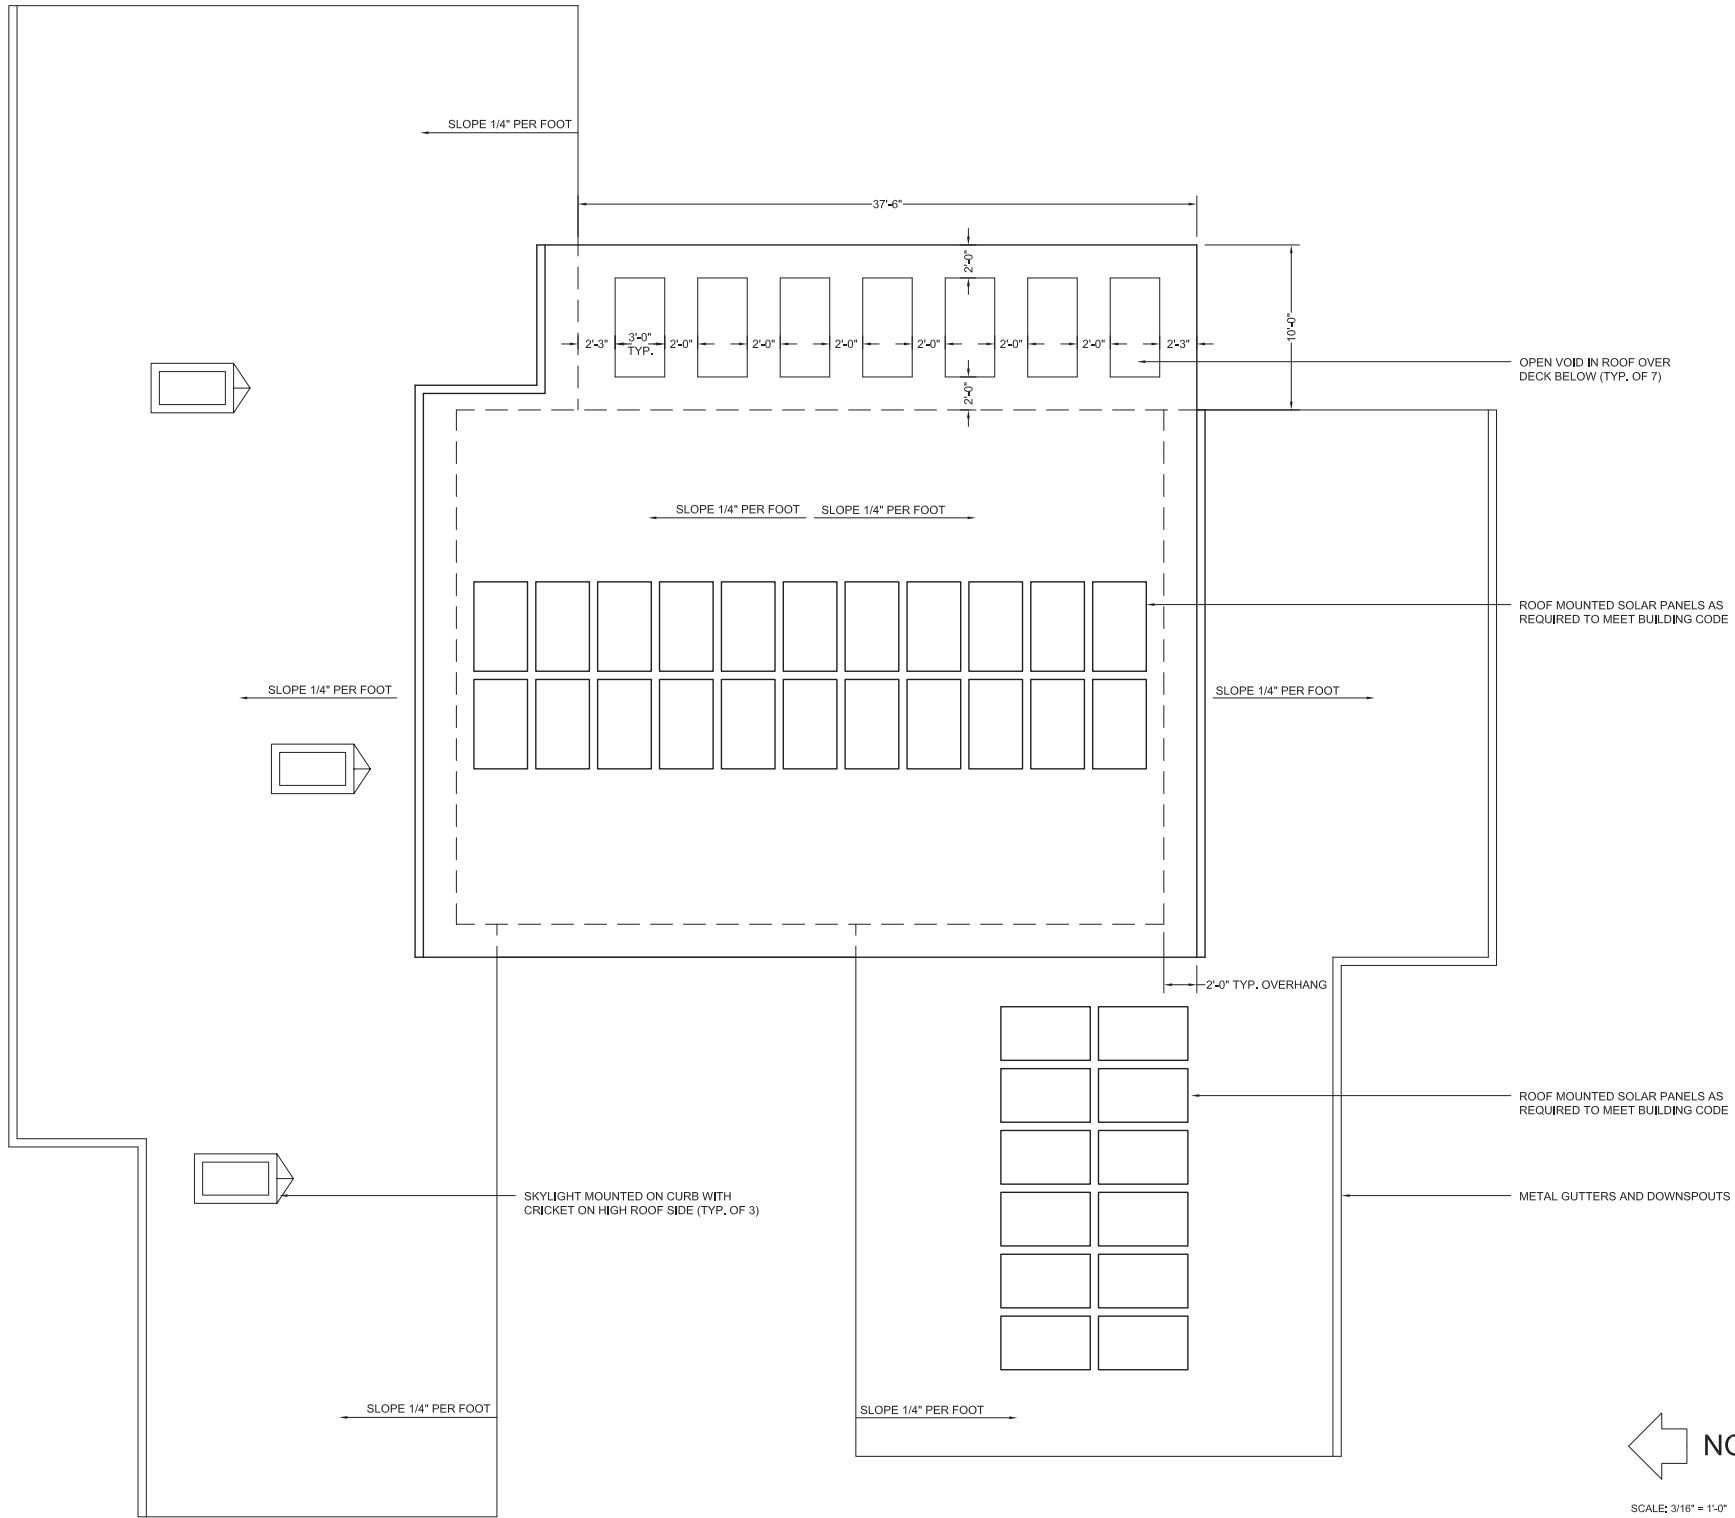 SLOPE 1/4" PER FOOT
37'-6"
2'-0"
10'-0"
2'-3"
3'-0"
TYP.
2'-0"
2'-0"
2'-0"
2'-0"
2'-0"
2'-0"
2'-3"
OPEN VOID IN ROOF OVER
DECK BELOW (TYP. OF 7)
2'-0"
SLOPE 1/4" PER FOOT
SLOPE 1/4" PER FOOT
ROOF MOUNTED SOLAR PANELS AS
REQUIRED TO MEET BUILDING CODE
SLOPE 1/4" PER FOOT
SLOPE 1/4" PER FOOT
2'-0" TYP. OVERHANG
ROOF MOUNTED SOLAR PANELS AS
REQUIRED TO MEET BUILDING CODE
SKYLIGHT MOUNTED ON CURB WITH
CRICKET ON HIGH ROOF SIDE (TYP. OF 3)
METAL GUTTERS AND DOWNSPOUTS
SLOPE 1/4" PER FOOT
SLOPE 1/4" PER FOOT
SCALE: 3/16" = 1'-0"